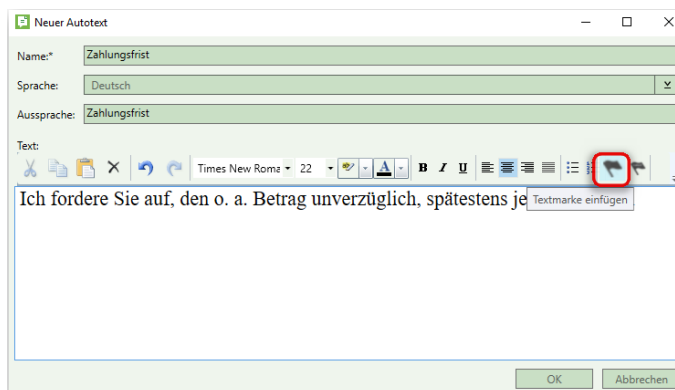 Neuer Autotext
Name:* Zahlungsfrist
Sprache: Deutsch
Aussprache: Zahlungsfrist
Text:
Times New Roma 22 A B I U
Ich fordere Sie auf, den o. a. Betrag unverzüglich, spätestens je
Textmarke einfügen
OK Abbrechen